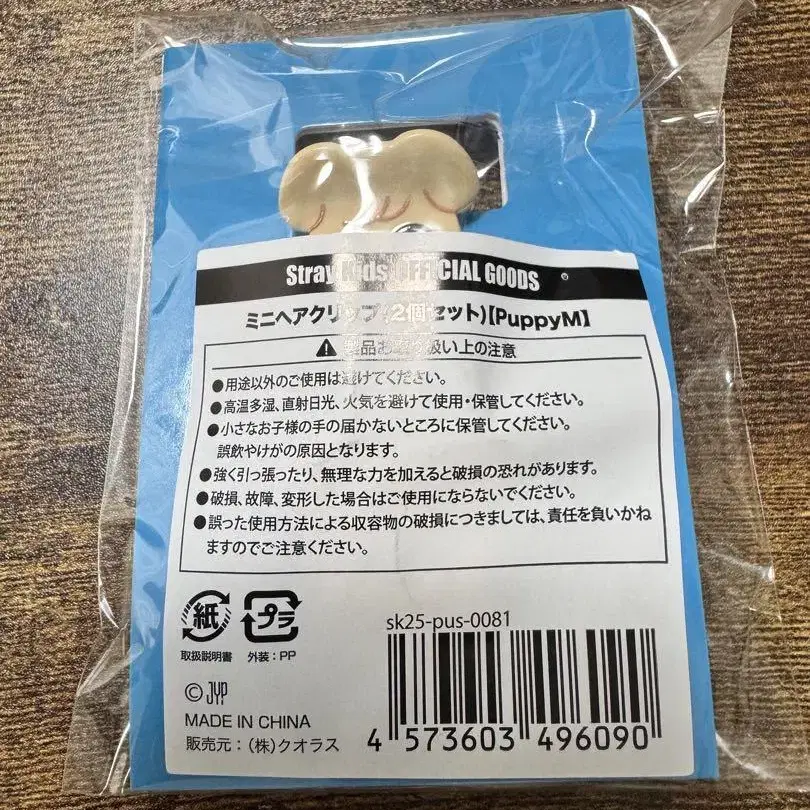 Stray Kids OFFICIAL GOODS
ミニヘアクリップ(2個セット)【PuppyM】
製品お取り扱い上の注意
●用途以外のご使用は避けてください。
●高温多湿、直射日光、火気を避けて使用・保管してください。
●小さなお子様の手の届かないところに保管してください。
誤飲やけがの原因となります。
●強く引っ張ったり、無理な力を加えると破損の恐れがあります。
●破損、故障、変形した場合はご使用にならないでください。
●誤った使用方法による収容物の破損につきましては、責任を負いかね
ますのでご注意ください。
紙
プラ
取扱説明書
外装:PP
sk25-pus-0081
© JYP
MADE IN CHINA
販売元:(株)クオラス
4 573603 496090